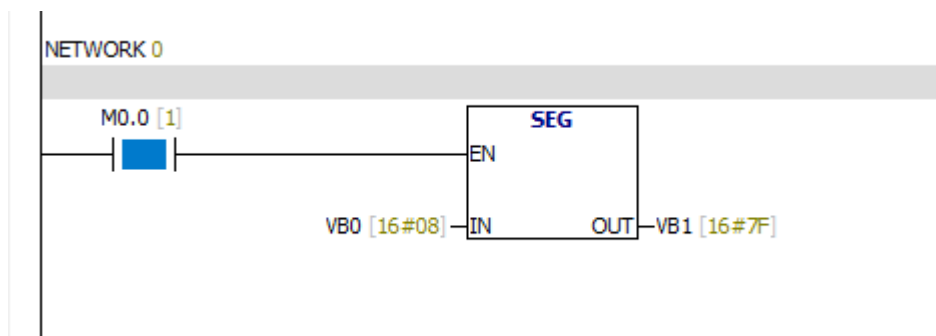 NETWORK 0
M0.0 [1]
SEG
EN
VB0 [16#08] IN OUT VB1 [16#7F]